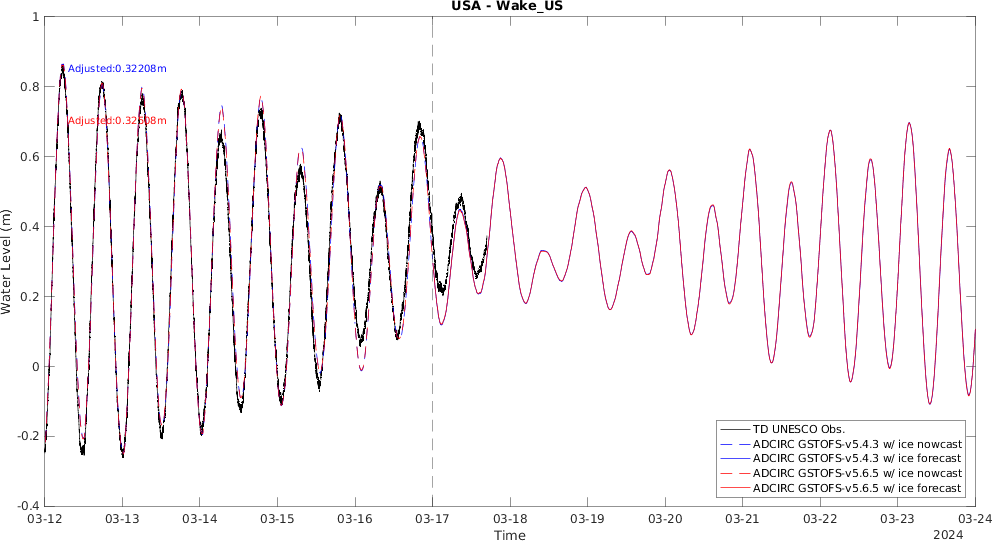 USA - Wake_US
1
0.8
0.6
0.4
0.2
0
-0.2
-0.4
Water Level (m)
Adjusted:0.32208m
Adjusted:0.32608m
TD UNESCO Obs.
ADCIRC GSTOFS-v5.4.3 w/ ice nowcast
ADCIRC GSTOFS-v5.4.3 w/ ice forecast
ADCIRC GSTOFS-v5.6.5 w/ ice nowcast
ADCIRC GSTOFS-v5.6.5 w/ ice forecast
03-12 03-13 03-14 03-15 03-16 03-17 03-18 03-19 03-20 03-21 03-22 03-23 03-24
Time
2024